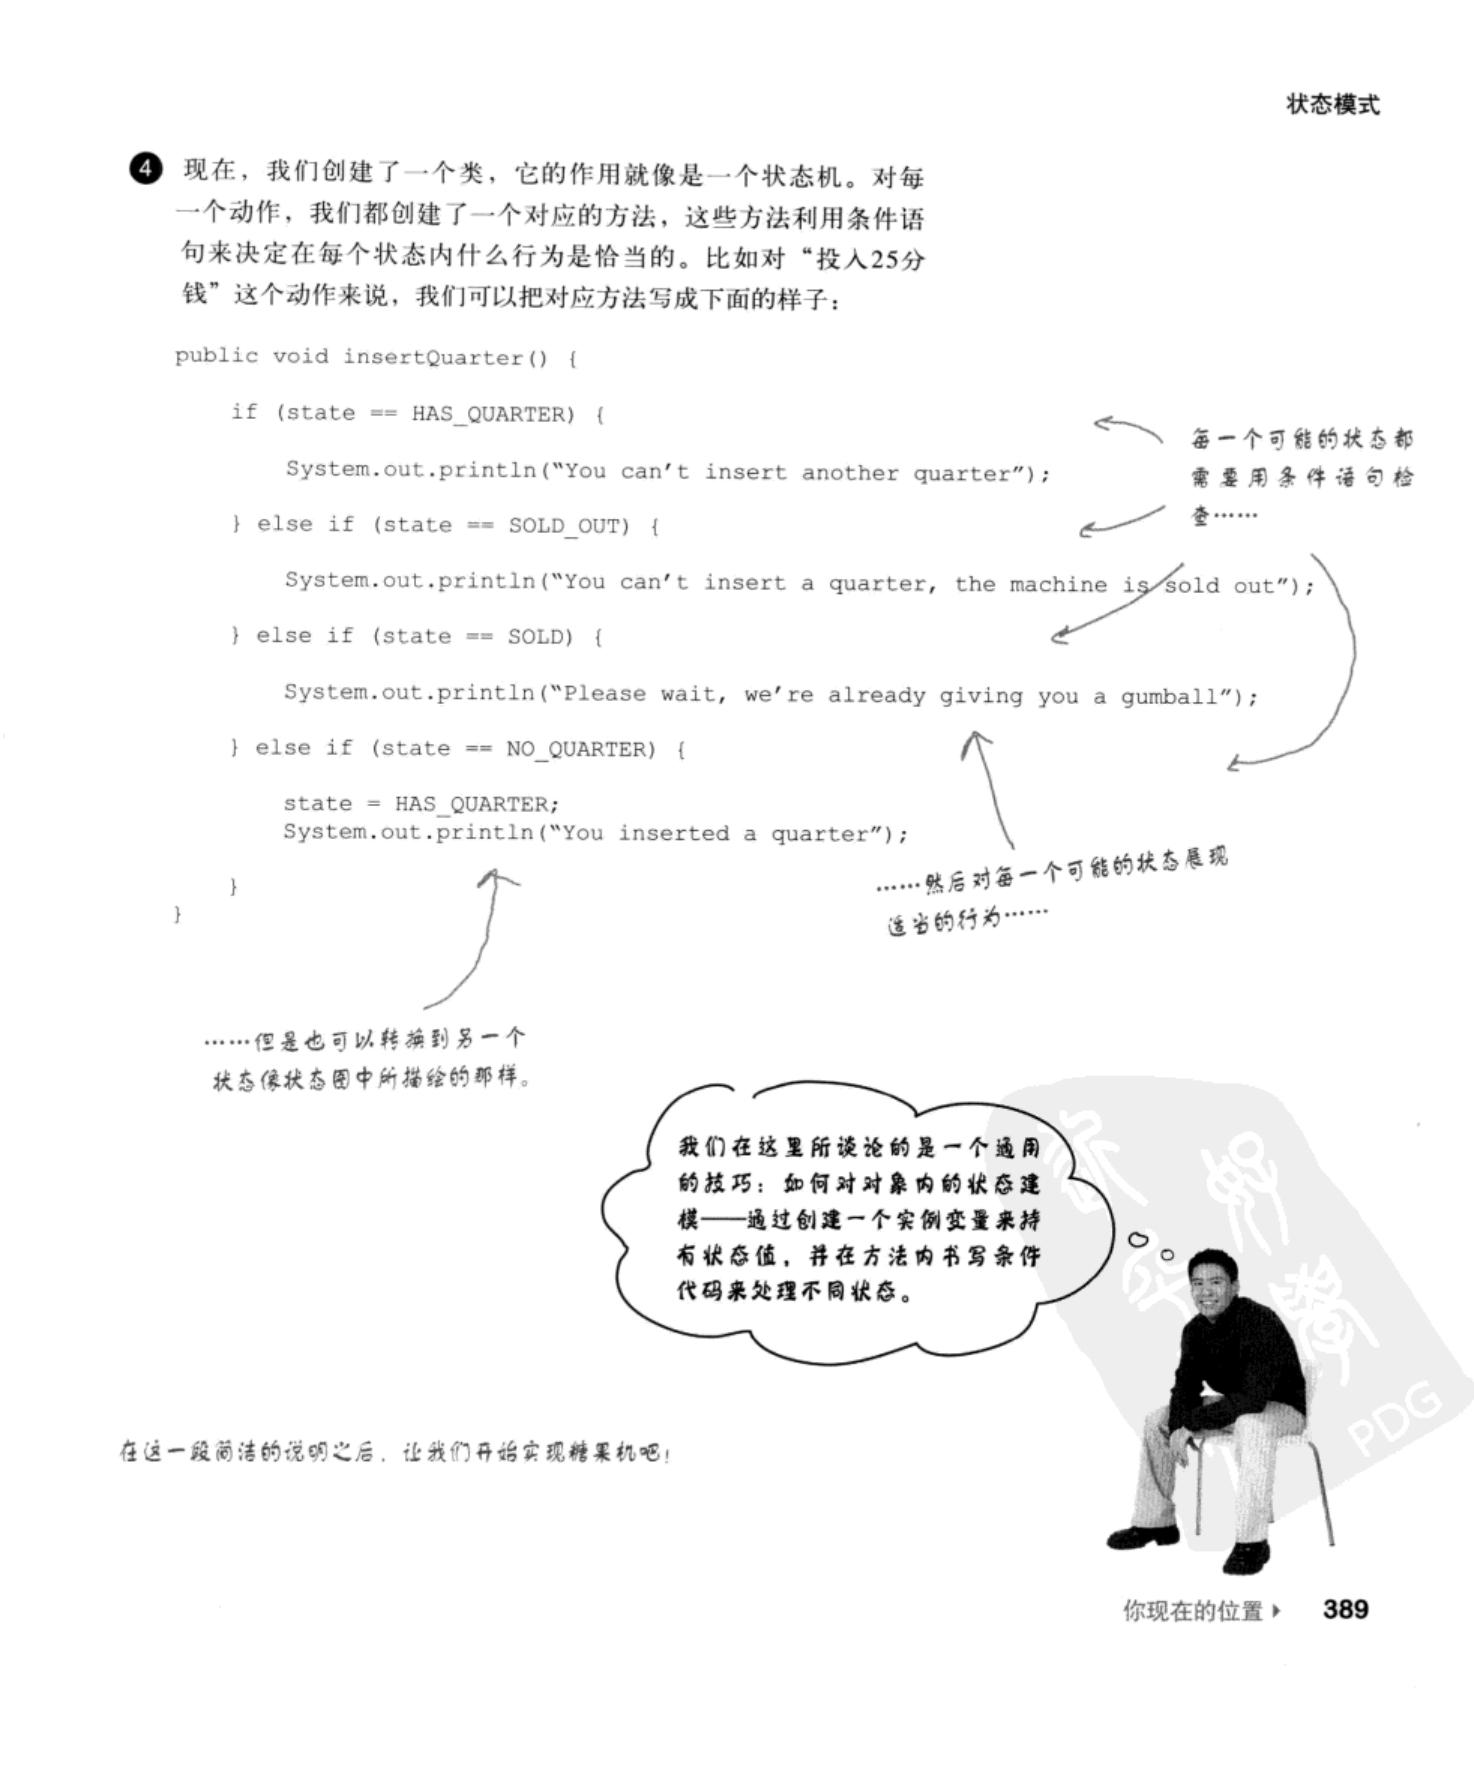 状态模式
4 现在，我们创建了一个类，它的作用就像是一个状态机。对每
一个动作，我们都创建了一个对应的方法，这些方法利用条件语
句来决定在每个状态内什么行为是恰当的。比如对“投入25分
钱”这个动作来说，我们可以把对应方法写成下面的样子：
public void insertQuarter() {
if (state == HAS_QUARTER) {
System.out.println(“You can’t insert another quarter”);
} else if (state == SOLD_OUT) {
System.out.println(“You can’t insert a quarter, the machine is sold out”);
} else if (state == SOLD) {
System.out.println(“Please wait, we’re already giving you a gumball”);
} else if (state == NO_QUARTER) {
state = HAS_QUARTER;
System.out.println(“You inserted a quarter”);
}
}
每一个可能的状态都
需要用条件语句检
查……
……然后对每一个可能的状态展现
适当的行为……
……但是也可以转换到另一个
状态像状态图中所描绘的那样。
我们在这里所谈论的是一个通用
的技巧：如何对对象内的状态建
模——通过创建一个实例变量来持
有状态值，并在方法内书写条件
代码来处理不同状态。
在这一段简洁的说明之后，让我们开始实现糖果机吧！
PDG
你现在的位置 389